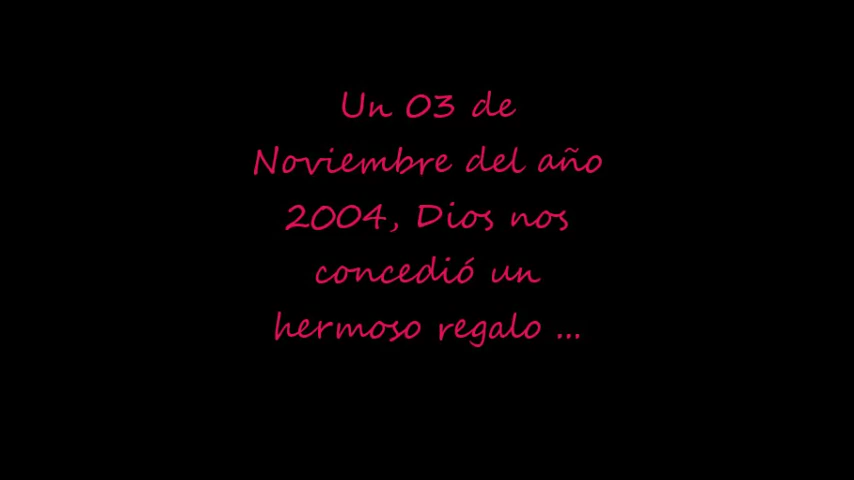 Un 03 de
Noviembre del año
2004, Dios nos
concedió un
hermoso regalo ...